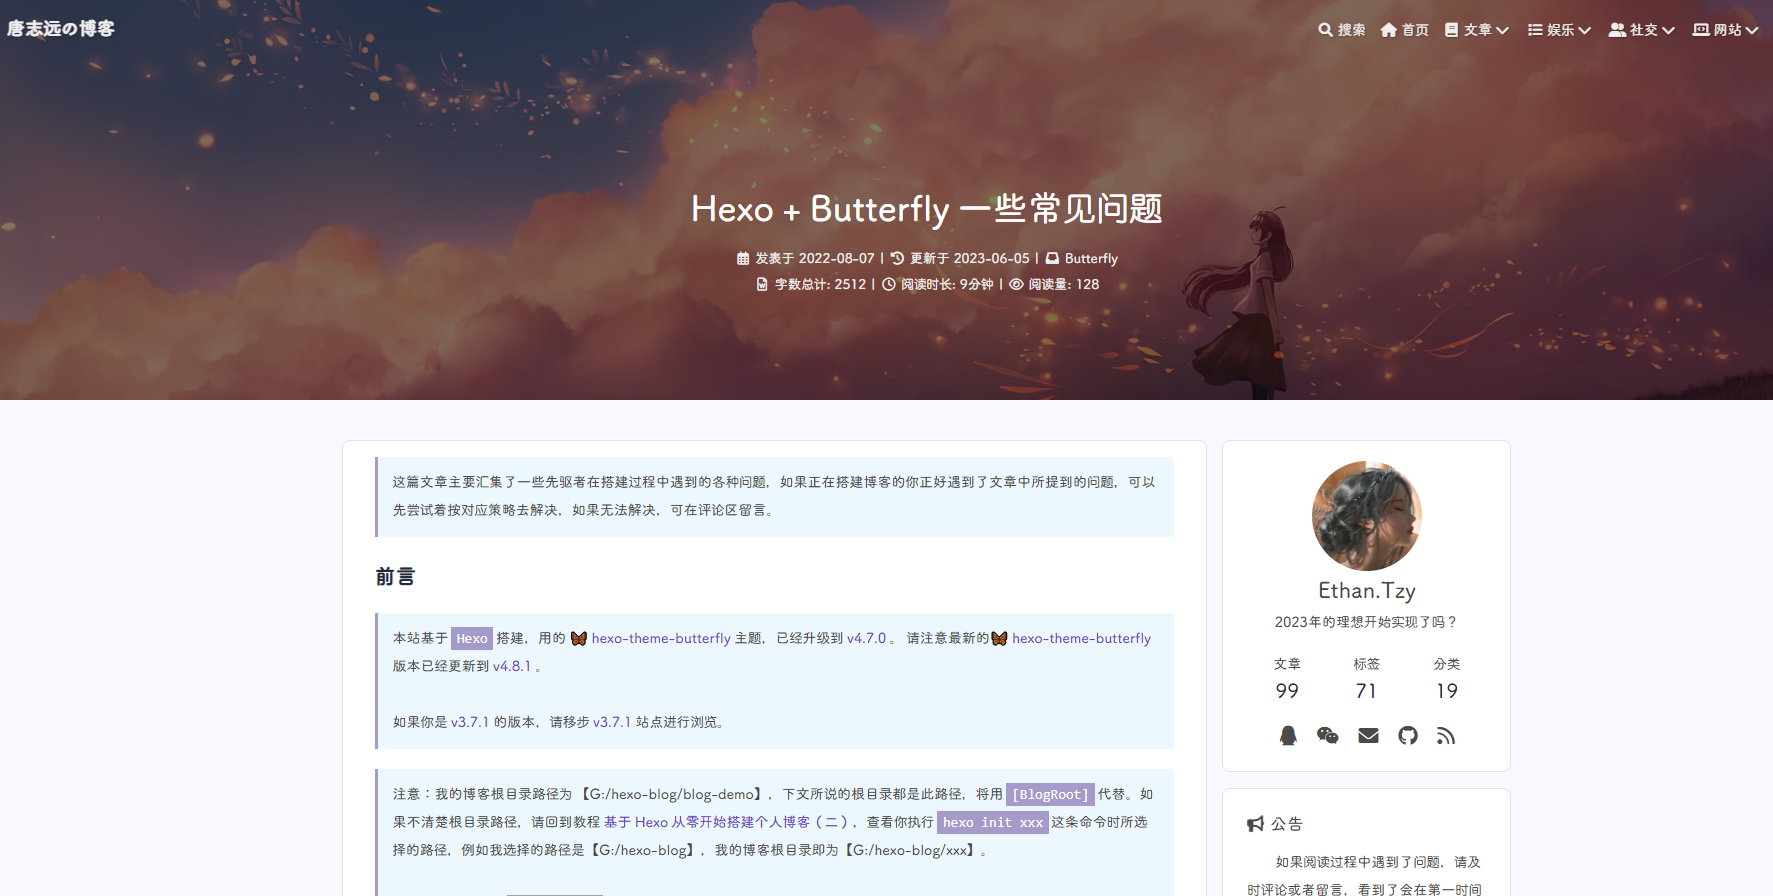 唐志远の博客
搜索 首页 文章 娱乐 社交 网站
Hexo + Butterfly 一些常见问题
发表于 2022-08-07 | 更新于 2023-06-05 | Butterfly
字数总计: 2512 | 阅读时长: 9分钟 | 阅读量: 128
这篇文章主要汇集了一些先驱者在搭建过程中遇到的各种问题，如果正在搭建博客的你正好遇到了文章中所提到的问题，可以
先尝试着按对应策略去解决，如果无法解决，可在评论区留言。
前言
本站基于 Hexo 搭建，用的 🦋 hexo-theme-butterfly 主题，已经升级到 v4.7.0 。 请注意最新的🦋 hexo-theme-butterfly
版本已经更新到 v4.8.1 。
如果你是 v3.7.1 的版本，请移步 v3.7.1 站点进行浏览。
注意：我的博客根目录路径为 【G:/hexo-blog/blog-demo】，下文所说的根目录都是此路径，将用 [BlogRoot] 代替。如
果不清楚根目录路径，请回到教程 基于 Hexo 从零开始搭建个人博客（二），查看你执行 hexo init xxx 这条命令时所选
择的路径，例如我选择的路径是【G:/hexo-blog】，我的博客根目录即为【G:/hexo-blog/xxx】。
Ethan.Tzy
2023年的理想开始实现了吗？
文章 标签 分类
99 71 19
公告
如果阅读过程中遇到了问题，请及
时评论或者留言，看到了会在第一时间